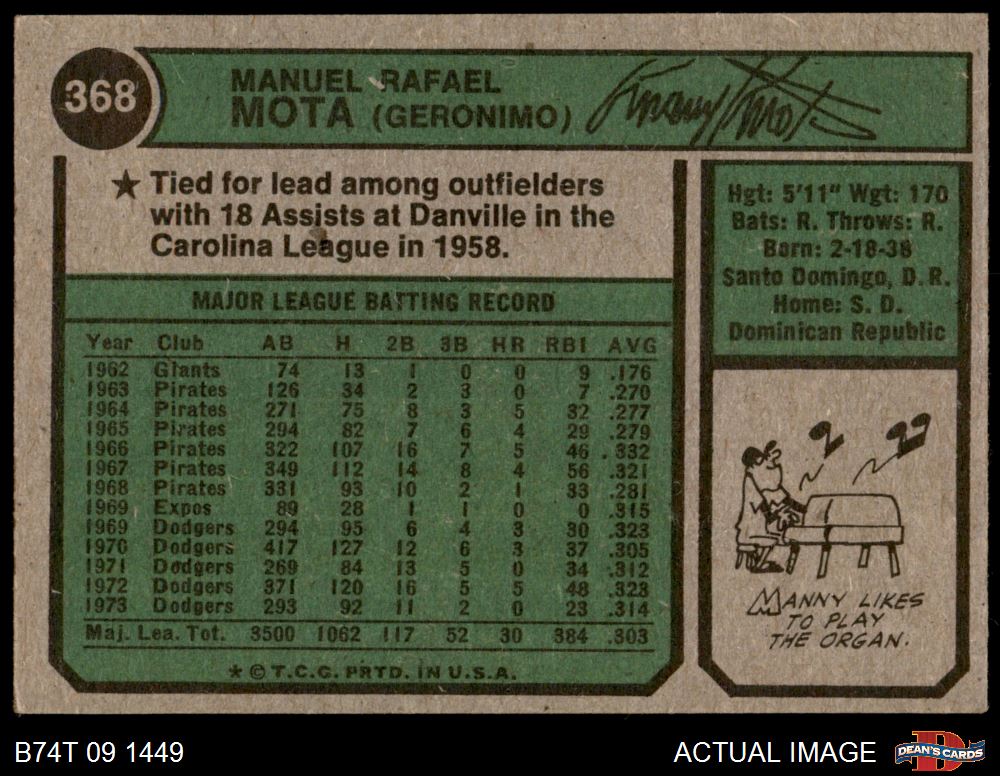 368
MANUEL RAFAEL
MOTA (GERONIMO)
Manny Mota
★ Tied for lead among outfielders
with 18 Assists at Danville in the
Carolina League in 1958.
MAJOR LEAGUE BATTING RECORD
Year Club AB H 2B 3B HR RBI AVG
1962 Giants 74 13 1 0 0 9 .176
1963 Pirates 126 34 2 3 0 7 .270
1964 Pirates 271 75 8 3 5 32 .277
1965 Pirates 294 82 7 6 4 29 .279
1966 Pirates 322 107 16 7 5 46 .332
1967 Pirates 349 112 14 8 4 56 .321
1968 Pirates 331 93 10 2 1 33 .281
1969 Expos 89 28 1 1 0 0 .315
1969 Dodgers 294 95 6 4 3 30 .323
1970 Dodgers 417 127 12 6 3 37 .305
1971 Dodgers 269 84 13 5 0 34 .312
1972 Dodgers 371 120 16 5 5 48 .323
1973 Dodgers 293 92 11 2 0 23 .314
Maj. Lea. Tot. 3500 1062 117 52 30 384 .303
* © T.C.G. PRTD. IN U.S.A.
Hgt: 5'11" Wgt: 170
Bats: R. Throws: R.
Born: 2-18-38
Santo Domingo, D.R.
Home: S. D.
Dominican Republic
MANNY LIKES
TO PLAY
THE ORGAN.
B74T 09 1449
ACTUAL IMAGE
DEAN'S CARDS